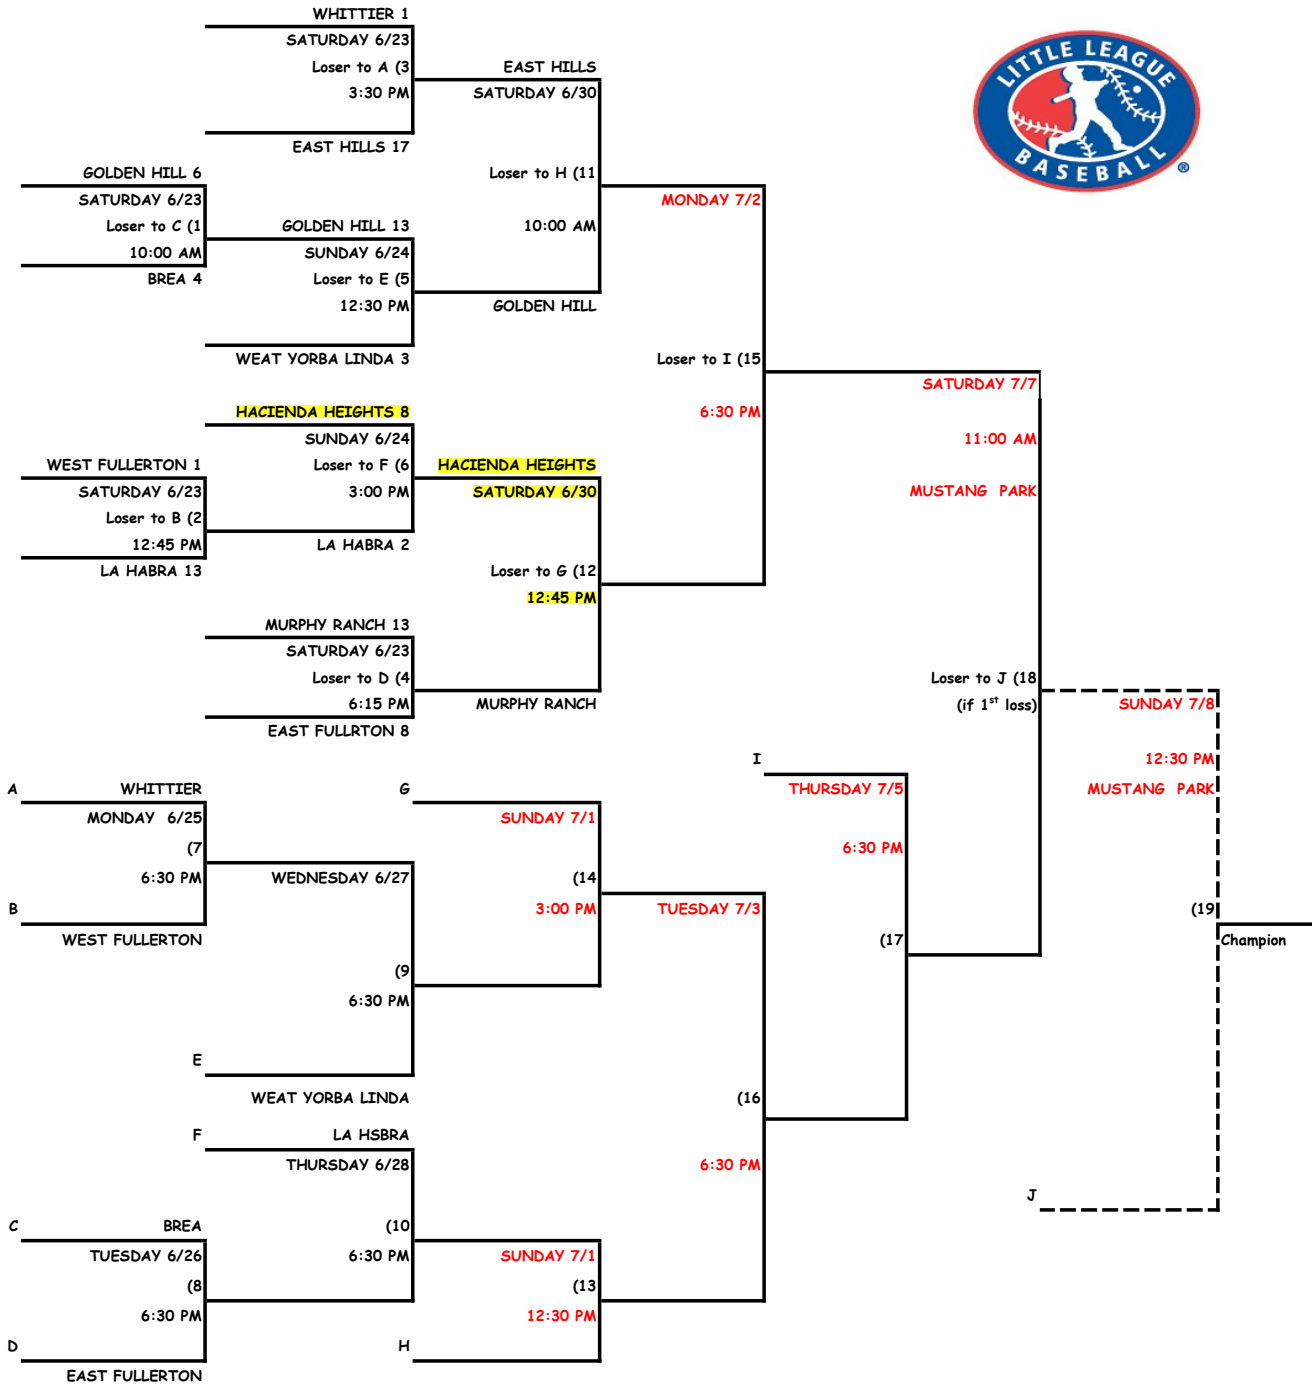 WHITTIER 1
SATURDAY 6/23
Loser to A (3
3:30 PM
EAST HILLS 17
EAST HILLS
SATURDAY 6/30
Loser to H (11
10:00 AM
GOLDEN HILL
LITTLE LEAGUE
BASEBALL
®
GOLDEN HILL 6
SATURDAY 6/23
Loser to C (1
10:00 AM
BREA 4
GOLDEN HILL 13
SUNDAY 6/24
Loser to E (5
12:30 PM
WEAT YORBA LINDA 3
MONDAY 7/2
Loser to I (15
6:30 PM
HACIENDA HEIGHTS 8
SUNDAY 6/24
Loser to F (6
3:00 PM
LA HABRA 2
WEST FULLERTON 1
SATURDAY 6/23
Loser to B (2
12:45 PM
LA HABRA 13
HACIENDA HEIGHTS
SATURDAY 6/30
Loser to G (12
12:45 PM
MURPHY RANCH
MURPHY RANCH 13
SATURDAY 6/23
Loser to D (4
6:15 PM
EAST FULLRTON 8
SATURDAY 7/7
11:00 AM
MUSTANG PARK
Loser to J (18
(if 1st loss)
SUNDAY 7/8
12:30 PM
MUSTANG PARK
(19
Champion
J
A
WHITTIER
MONDAY 6/25
(7
6:30 PM
B
WEST FULLERTON
WEDNESDAY 6/27
(9
6:30 PM
E
WEAT YORBA LINDA
G
SUNDAY 7/1
(14
3:00 PM
TUESDAY 7/3
(16
6:30 PM
I
THURSDAY 7/5
6:30 PM
(17
F
LA HSBRA
THURSDAY 6/28
(10
6:30 PM
C
BREA
TUESDAY 6/26
(8
6:30 PM
D
EAST FULLERTON
SUNDAY 7/1
(13
12:30 PM
H